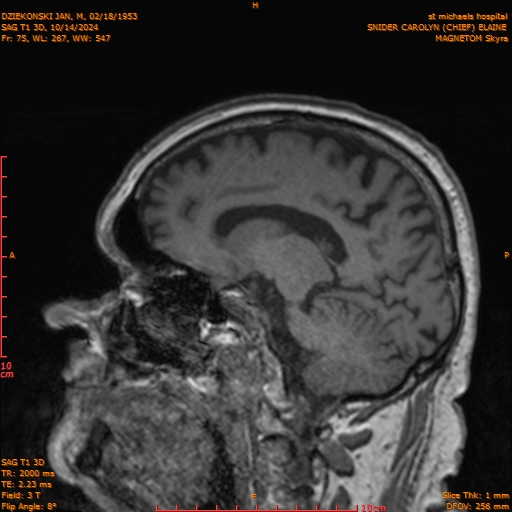 H
DZIEKONSKI JAN, M, 02/18/1953
SAG T1 3D, 10/14/2024
Fr: 75, WL: 267, WW: 547
st michaels hospital
SNIDER CAROLYN (CHIEF) ELAINE
MAGNETOM Skyra
A
P
10
cm
SAG T1 3D
TR: 2000 ms
TE: 2.23 ms
Field: 3 T
Flip Angle: 8°
F
10cm
Slice Thk: 1 mm
DFOV: 256 mm